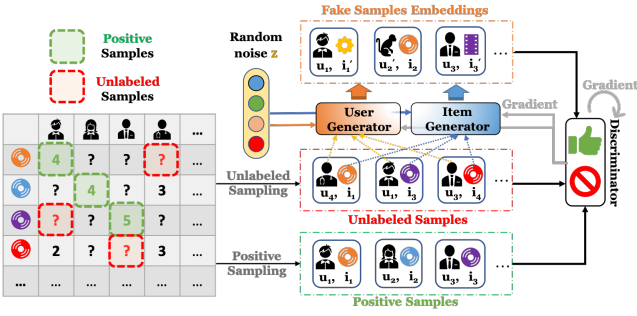 Fake Samples Embeddings
Random
noise z
Positive
Samples
Unlabeled
Samples
u1, i1′
u2′, i2
u3, i3′
...
Gradient
User
Generator
Item
Generator
Gradient
Discriminator
...
4 ? ? ? ...
? 4 ? 3 ...
? ? 5 ? ...
2 ? ? 3 ...
... ... ... ... ...
Unlabeled
Sampling
u4, i1
u1, i3
u3, i4
...
Unlabeled Samples
Positive
Sampling
u1, i1
u2, i2
u3, i3
...
Positive Samples